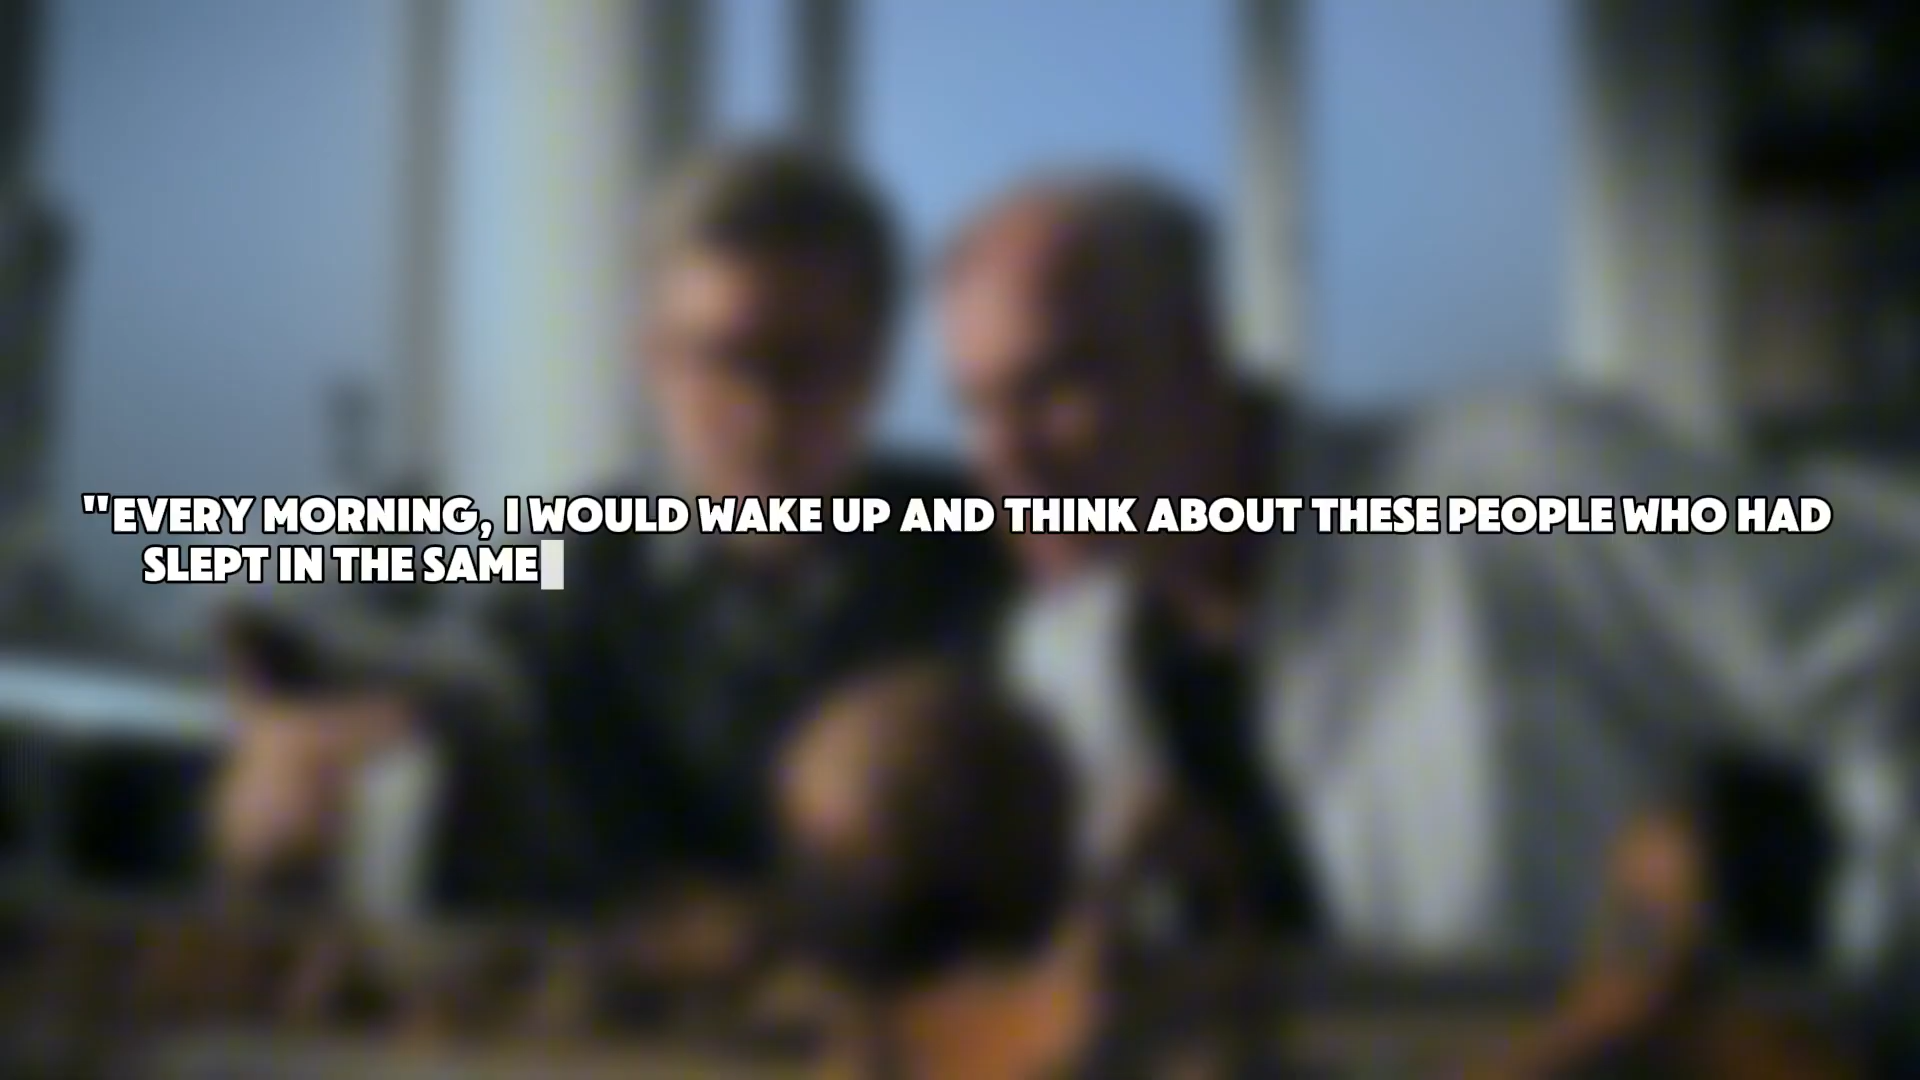 "EVERY MORNING, I WOULD WAKE UP AND THINK ABOUT THESE PEOPLE WHO HAD
SLEPT IN THE SAME